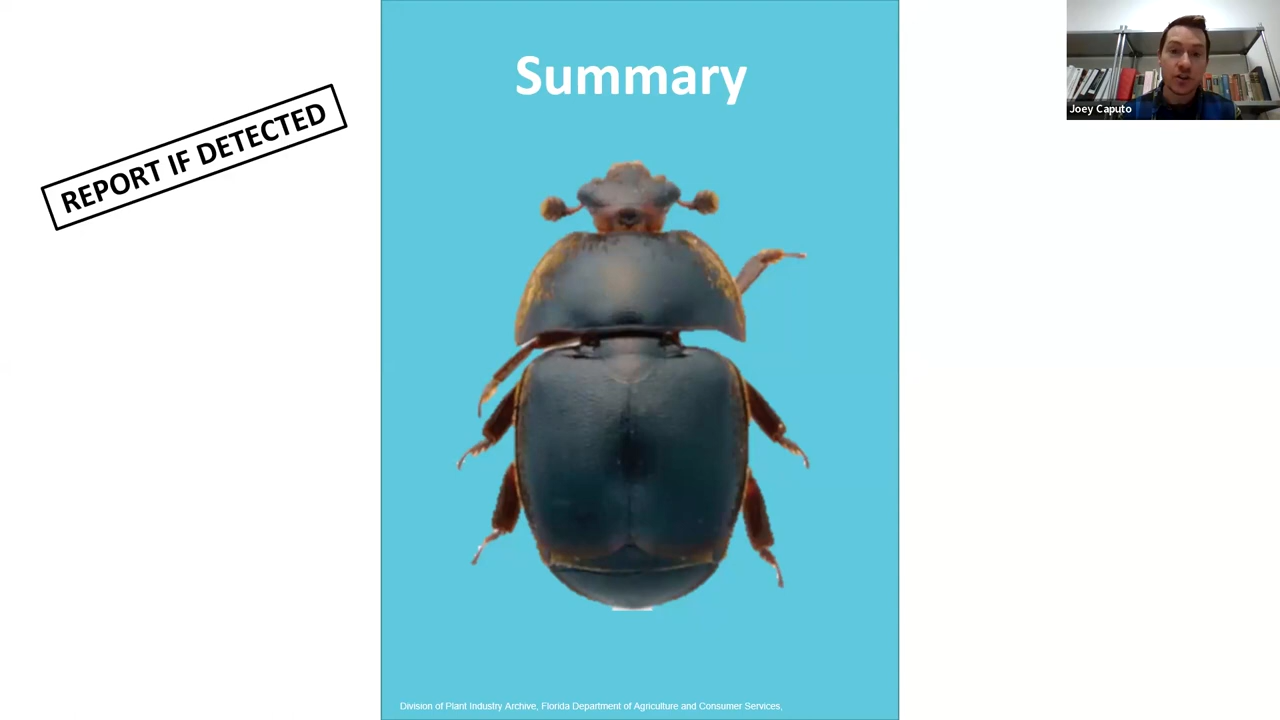 Summary
REPORT IF DETECTED
Joey Caputo
Division of Plant Industry Archive, Florida Department of Agriculture and Consumer Services,